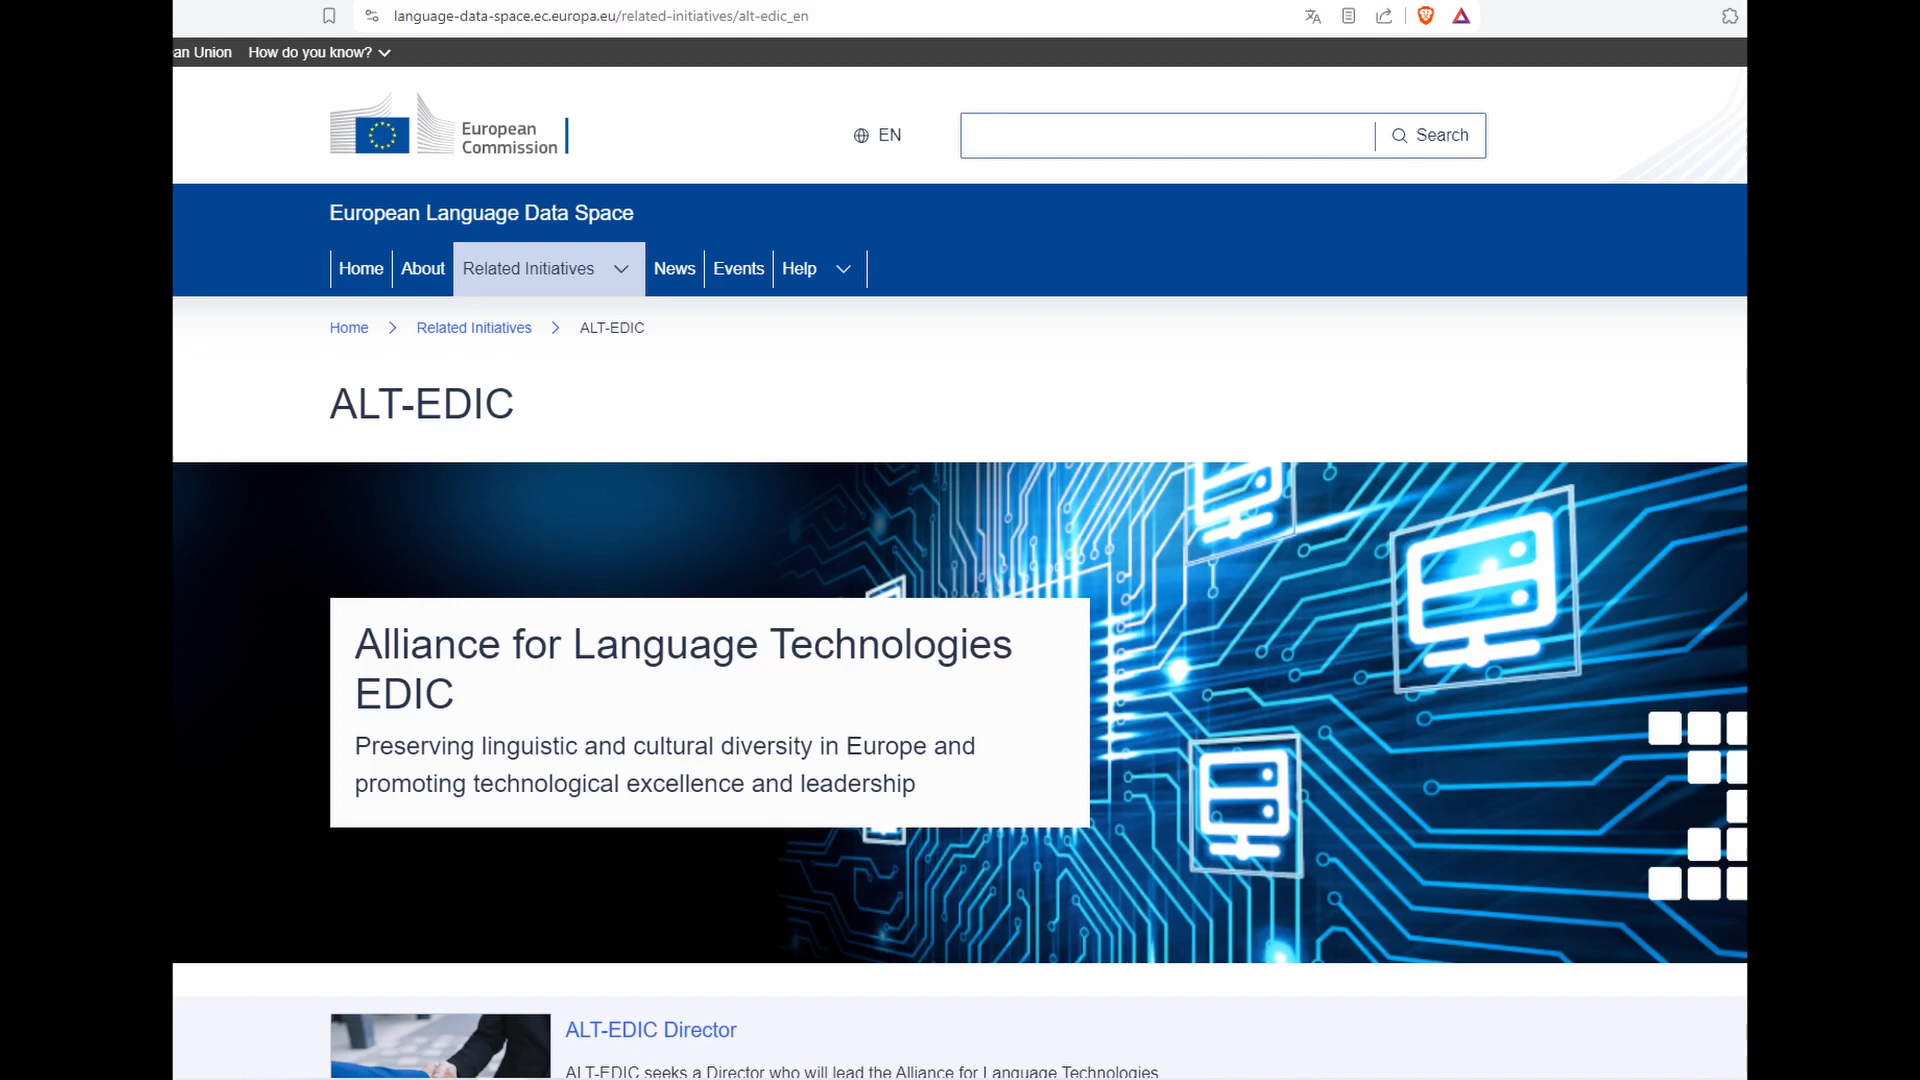 language-data-space.ec.europa.eu/related-initiatives/alt-edic_en
an Union How do you know?
European
Commission
EN
Search
European Language Data Space
Home About Related Initiatives News Events Help
Home Related Initiatives ALT-EDIC
ALT-EDIC
Alliance for Language Technologies
EDIC
Preserving linguistic and cultural diversity in Europe and
promoting technological excellence and leadership
ALT-EDIC Director
ALT-EDIC seeks a Director who will lead the Alliance for Language Technologies